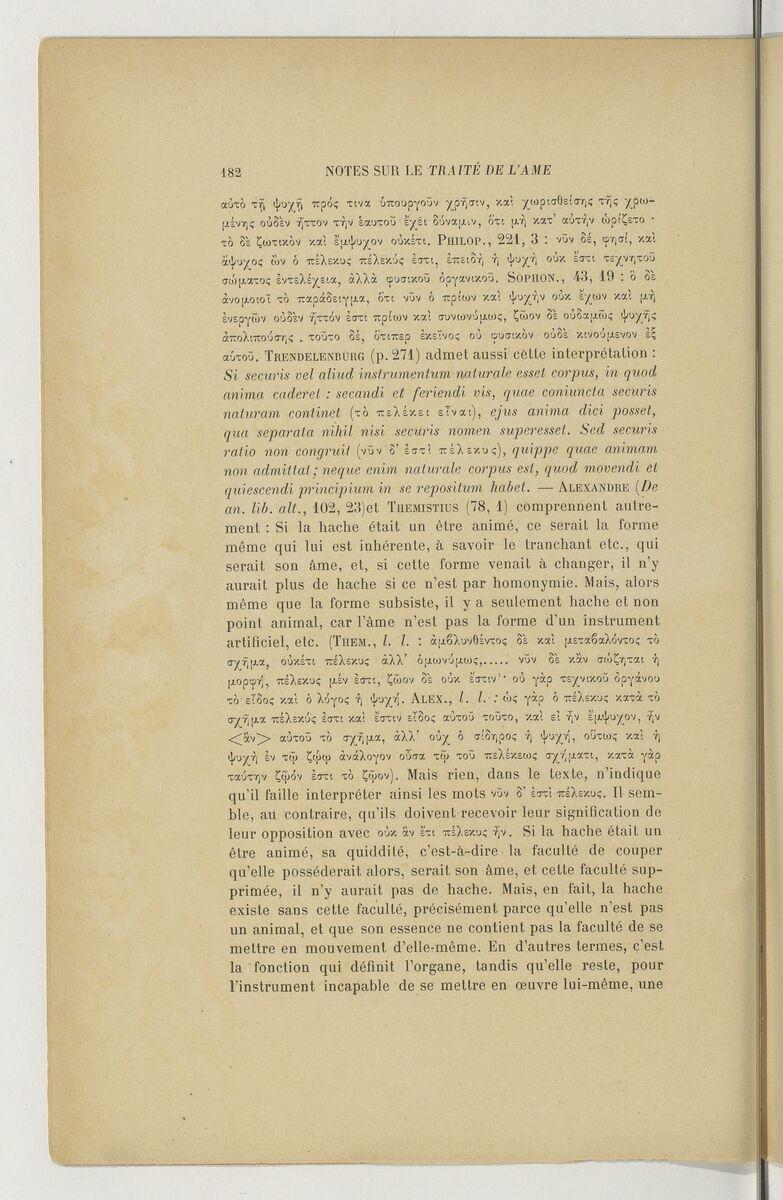 182 NOTES SUR LE TRAITÉ DE L'AME
αὐτὸ τῇ ψυχῇ πρός τινα ὑπουργοῦν χρῆσιν, καὶ χωρισθείσης τῆς χρω-
μένης οὐδὲν ἧττον τὴν ἑαυτοῦ ἔχει δύναμιν, ὅτι μὴ κατ' αὐτὴν ὡρίζετο ·
τὸ δὲ ζωτικὸν καὶ ἔμψυχον οὐκέτι. PHILOP., 221, 3 : νῦν δέ, φησί, καὶ
ἄψυχος ὢν ὁ πέλεκυς πέλεκύς ἐστι, ἐπειδὴ ἡ ψυχὴ οὐκ ἔστι τεχνητοῦ
σώματος ἐντελέχεια, ἀλλὰ φυσικοῦ ὀργανικοῦ. SOPHON., 43, 19 : ὃ δὲ
ἀνομοιοῖ τὸ παράδειγμα, ὅτι νῦν ὁ πρίων καὶ ψυχὴν οὐκ ἔχων καὶ μὴ
ἐνεργῶν οὐδὲν ἧττόν ἐστι πρίων καὶ συνωνύμως, ζῶον δὲ οὐδαμῶς ψυχῆς
ἀπολιπούσης . τοῦτο δέ, ὅτιπερ ἐκεῖνος οὐ φυσικὸν οὐδὲ κινούμενον ἐξ
αὑτοῦ. TRENDELENBURG (p. 271) admet aussi cette interprétation :
Si securis vel aliud instrumentum naturale esset corpus, in quod
anima caderet : secandi et feriendi vis, quae coniuncta securis
naturam continet (τὸ πελέκει εἶναι), ejus anima dici posset,
qua separata nihil nisi securis nomen superesset. Sed securis
ratio non congruit (νῦν δ' ἐστὶ πέλεκυς), quippe quae animam
non admittat; neque enim naturale corpus est, quod movendi et
quiescendi principium in se repositum habet. — ALEXANDRE (De
an. lib. alt., 102, 23)et THEMISTIUS (78, 1) comprennent autre-
ment : Si la hache était un être animé, ce serait la forme
même qui lui est inhérente, à savoir le tranchant etc., qui
serait son âme, et, si cette forme venait à changer, il n'y
aurait plus de hache si ce n'est par homonymie. Mais, alors
même que la forme subsiste, il y a seulement hache et non
point animal, car l'âme n'est pas la forme d'un instrument
artificiel, etc. (THEM., l. l. : ἀμβλυνθέντος δὲ καὶ μεταβαλόντος τὸ
σχῆμα, οὐκέτι πέλεκυς ἀλλ' ὁμωνύμως,..... νῦν δὲ κἂν σώζηται ἡ
μορφή, πέλεκυς μέν ἐστι, ζῶον δὲ οὐκ ἔστιν· οὐ γὰρ τεχνικοῦ ὀργάνου
τὸ εἶδος καὶ ὁ λόγος ἡ ψυχή. ALEX., l. l. : ὡς γὰρ ὁ πέλεκυς κατὰ τὸ
σχῆμα πέλεκύς ἐστι καὶ ἔστιν εἶδος αὐτοῦ τοῦτο, καὶ εἰ ἦν ἔμψυχον, ἦν
<ἂν> αὐτοῦ τὸ σχῆμα, ἀλλ' οὐχ ὁ σίδηρος ἡ ψυχή, οὕτως καὶ ἡ
ψυχὴ ἐν τῷ ζῴῳ ἀνάλογον οὖσα τῷ τοῦ πελέκεως σχήματι, κατὰ γὰρ
ταύτην ζῷόν ἐστι τὸ ζῷον). Mais rien, dans le texte, n'indique
qu'il faille interpréter ainsi les mots νῦν δ' ἐστὶ πέλεκυς. Il sem-
ble, au contraire, qu'ils doivent recevoir leur signification de
leur opposition avec οὐκ ἂν ἔτι πέλεκυς ἦν. Si la hache était un
être animé, sa quiddité, c'est-à-dire la faculté de couper
qu'elle posséderait alors, serait son âme, et cette faculté sup-
primée, il n'y aurait pas de hache. Mais, en fait, la hache
existe sans cette faculté, précisément parce qu'elle n'est pas
un animal, et que son essence ne contient pas la faculté de se
mettre en mouvement d'elle-même. En d'autres termes, c'est
la fonction qui définit l'organe, tandis qu'elle reste, pour
l'instrument incapable de se mettre en œuvre lui-même, une